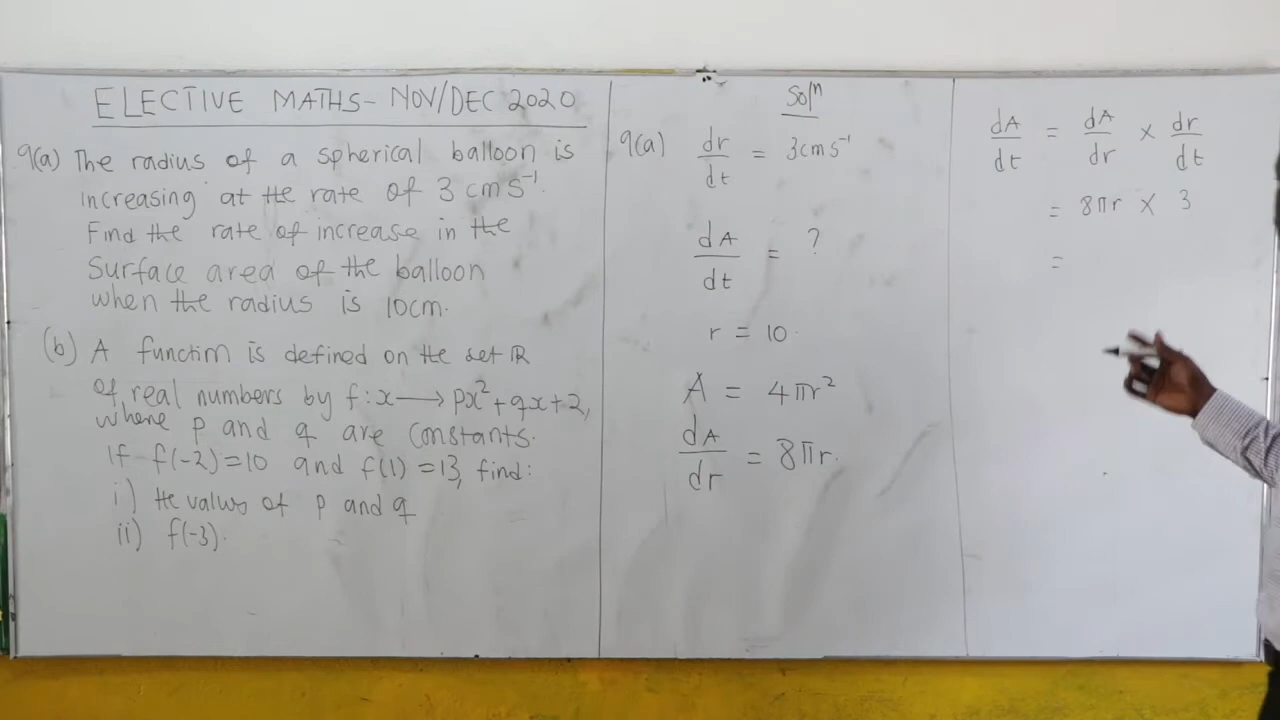 ELECTIVE MATHS - NOV/DEC 2020
9(a) The radius of a spherical balloon is
increasing at the rate of 3 cm s⁻¹.
Find the rate of increase in the
surface area of the balloon
when the radius is 10cm.
(b) A function is defined on the set ℝ
of real numbers by f:x → px²+qx+2,
where p and q are constants.
If f(-2)=10 and f(1)=13, find:
i) the values of p and q
ii) f(-3).
Solⁿ
9(a) dr/dt = 3cm s⁻¹
dA/dt = ?
r = 10
A = 4πr²
dA/dr = 8πr.
dA/dt = dA/dr × dr/dt
= 8πr × 3
=